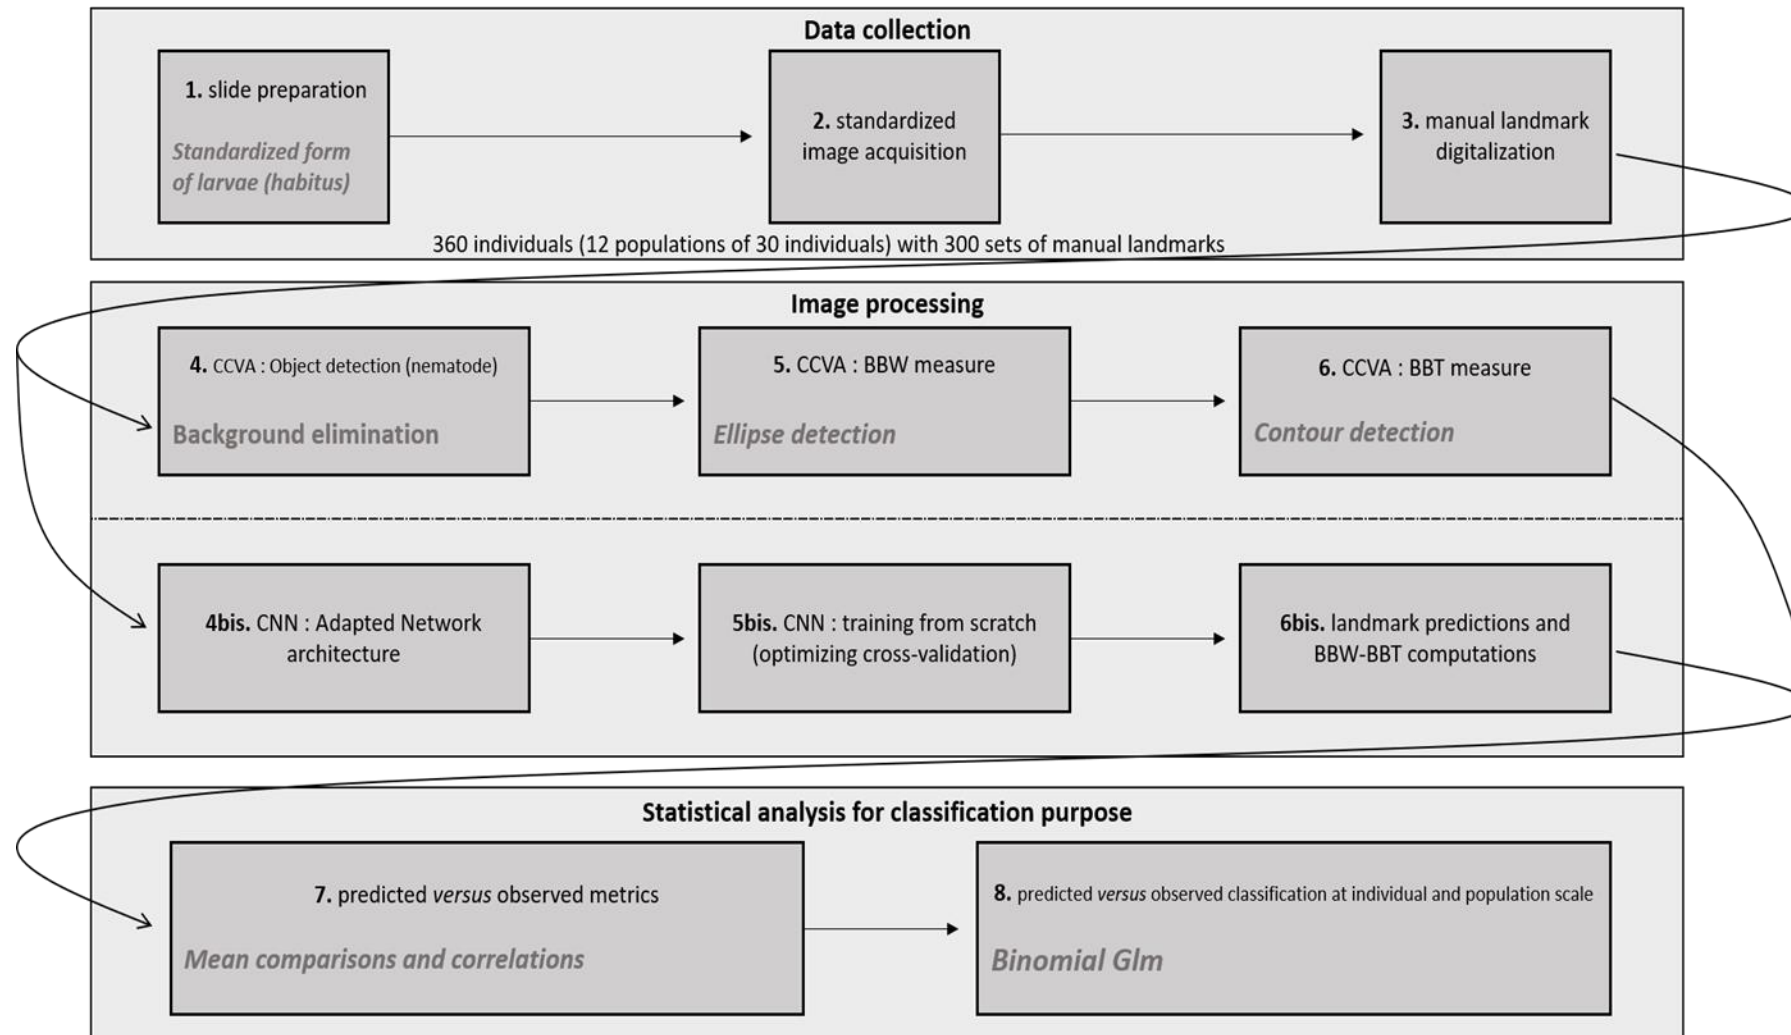 Data collection
1. slide preparation
Standardized form
of larvae (habitus)
2. standardized
image acquisition
3. manual landmark
digitalization
360 individuals (12 populations of 30 individuals) with 300 sets of manual landmarks
Image processing
4. CCVA : Object detection (nematode)
Background elimination
5. CCVA : BBW measure
Ellipse detection
6. CCVA : BBT measure
Contour detection
4bis. CNN : Adapted Network
architecture
5bis. CNN : training from scratch
(optimizing cross-validation)
6bis. landmark predictions and
BBW-BBT computations
Statistical analysis for classification purpose
7. predicted versus observed metrics
Mean comparisons and correlations
8. predicted versus observed classification at individual and population scale
Binomial Glm